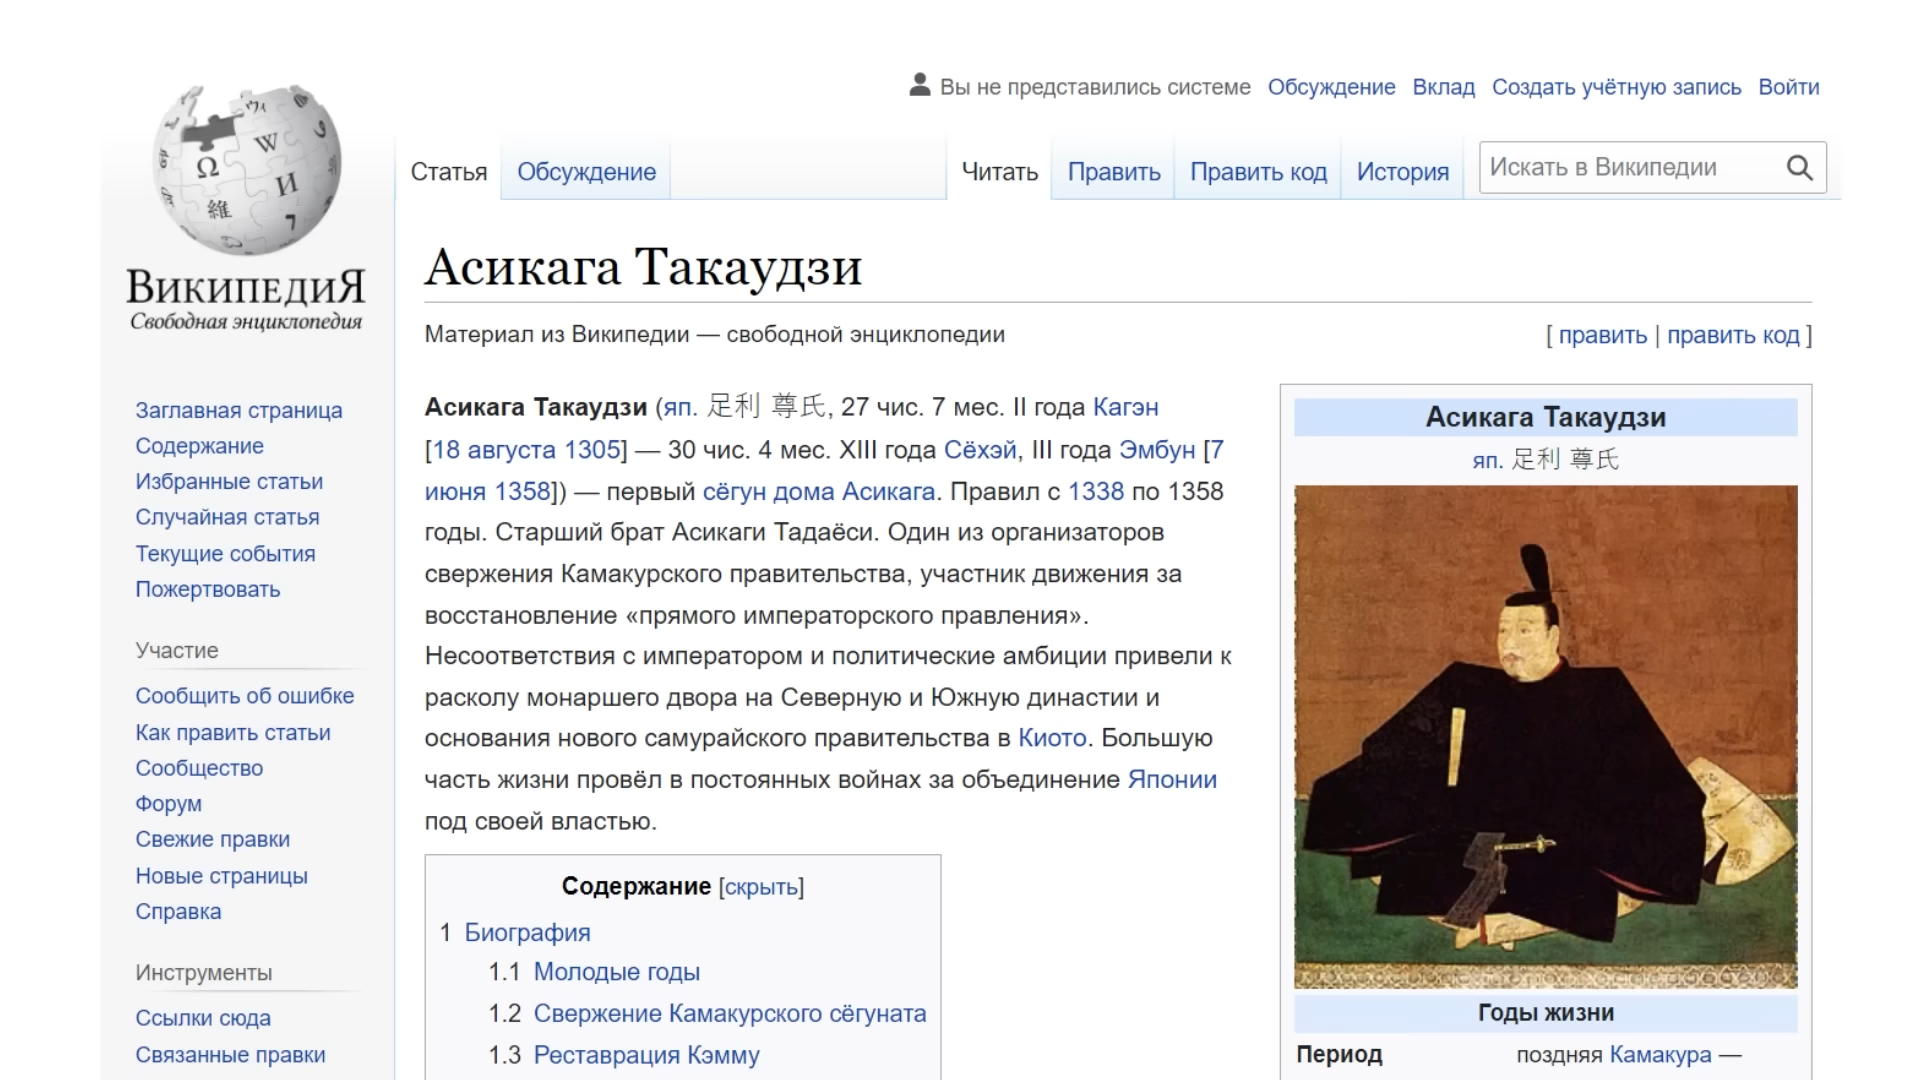 Вы не представились системе Обсуждение Вклад Создать учётную запись Войти
Статья Обсуждение Читать Править Править код История Искать в Википедии
ВикипедиЯ
Свободная энциклопедия
Заглавная страница
Содержание
Избранные статьи
Случайная статья
Текущие события
Пожертвовать
Участие
Сообщить об ошибке
Как править статьи
Сообщество
Форум
Свежие правки
Новые страницы
Справка
Инструменты
Ссылки сюда
Связанные правки
Асикага Такаудзи
Материал из Википедии — свободной энциклопедии [ править | править код ]
Асикага Такаудзи (яп. 足利 尊氏, 27 чис. 7 мес. II года Кагэн
[18 августа 1305] — 30 чис. 4 мес. XIII года Сёхэй, III года Эмбун [7
июня 1358]) — первый сёгун дома Асикага. Правил с 1338 по 1358
годы. Старший брат Асикаги Тадаёси. Один из организаторов
свержения Камакурского правительства, участник движения за
восстановление «прямого императорского правления».
Несоответствия с императором и политические амбиции привели к
расколу монаршего двора на Северную и Южную династии и
основания нового самурайского правительства в Киото. Большую
часть жизни провёл в постоянных войнах за объединение Японии
под своей властью.
Содержание [скрыть]
1 Биография
1.1 Молодые годы
1.2 Свержение Камакурского сёгуната
1.3 Реставрация Кэмму
Асикага Такаудзи
яп. 足利 尊氏
Годы жизни
Период поздняя Камакура —